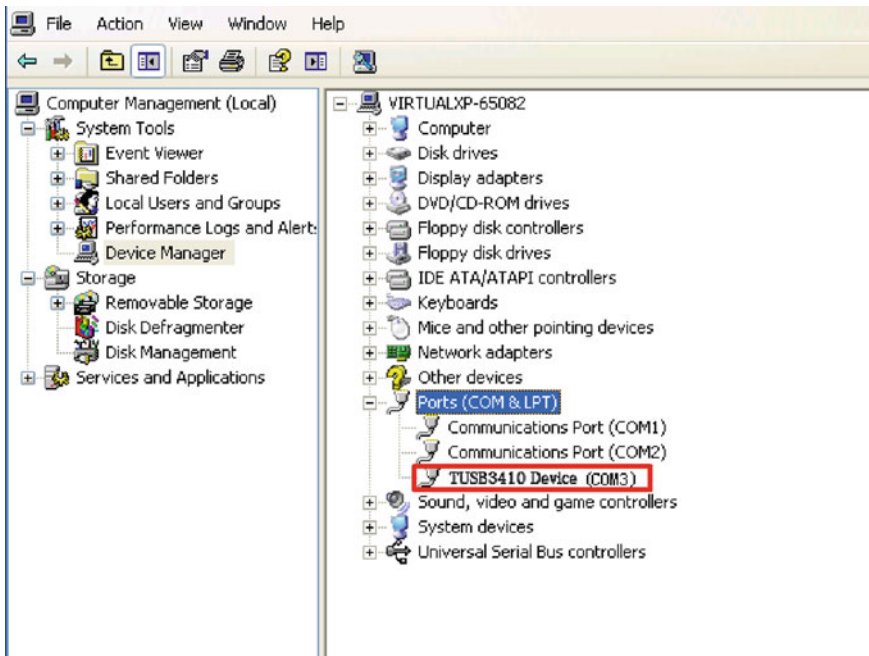 File Action View Window Help
Computer Management (Local)
System Tools
Event Viewer
Shared Folders
Local Users and Groups
Performance Logs and Alert:
Device Manager
Storage
Removable Storage
Disk Defragmenter
Disk Management
Services and Applications
VIRTUALXP-65082
Computer
Disk drives
Display adapters
DVD/CD-ROM drives
Floppy disk controllers
Floppy disk drives
IDE ATA/ATAPI controllers
Keyboards
Mice and other pointing devices
Network adapters
Other devices
Ports (COM & LPT)
Communications Port (COM1)
Communications Port (COM2)
TUSB3410 Device (COM3)
Sound, video and game controllers
System devices
Universal Serial Bus controllers